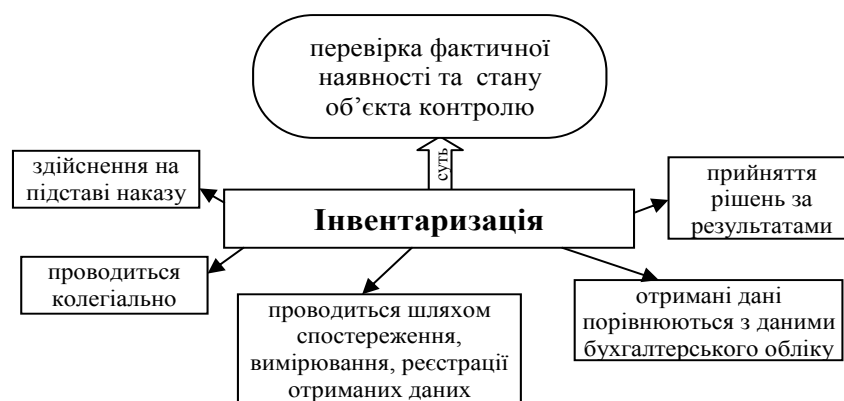 перевірка фактичної
наявності та стану
об’єкта контролю
суть
здійснення на
підставі наказу
прийняття
рішень за
результатами
Інвентаризація
проводиться
колегіально
проводиться шляхом
спостереження,
вимірювання, реєстрації
отриманих даних
отримані дані
порівнюються з даними
бухгалтерського обліку